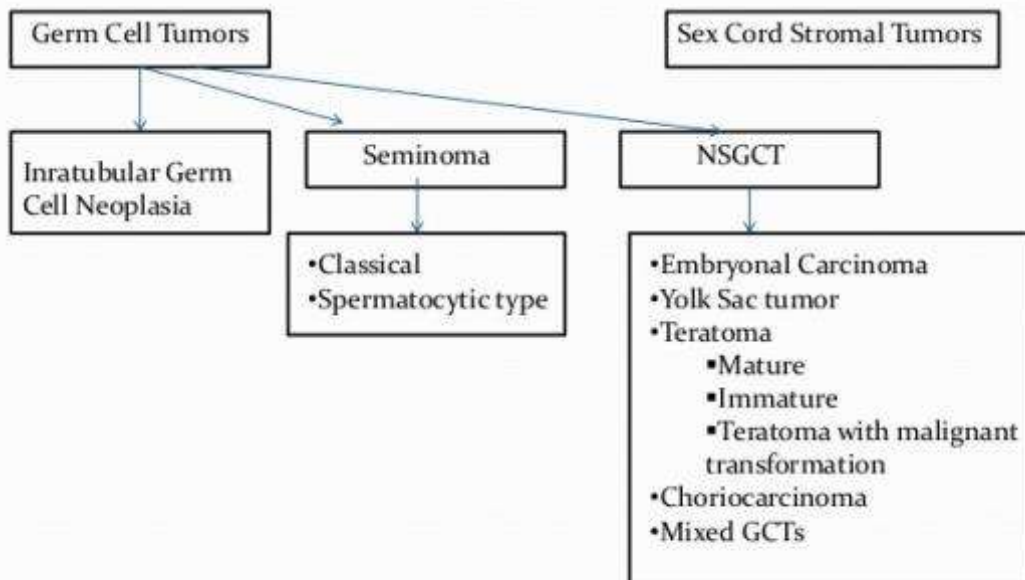 Germ Cell Tumors
Sex Cord Stromal Tumors
Inratubular Germ
Cell Neoplasia
Seminoma
NSGCT
•Classical
•Spermatocytic type
•Embryonal Carcinoma
•Yolk Sac tumor
•Teratoma
▪Mature
▪Immature
▪Teratoma with malignant
transformation
•Choriocarcinoma
•Mixed GCTs